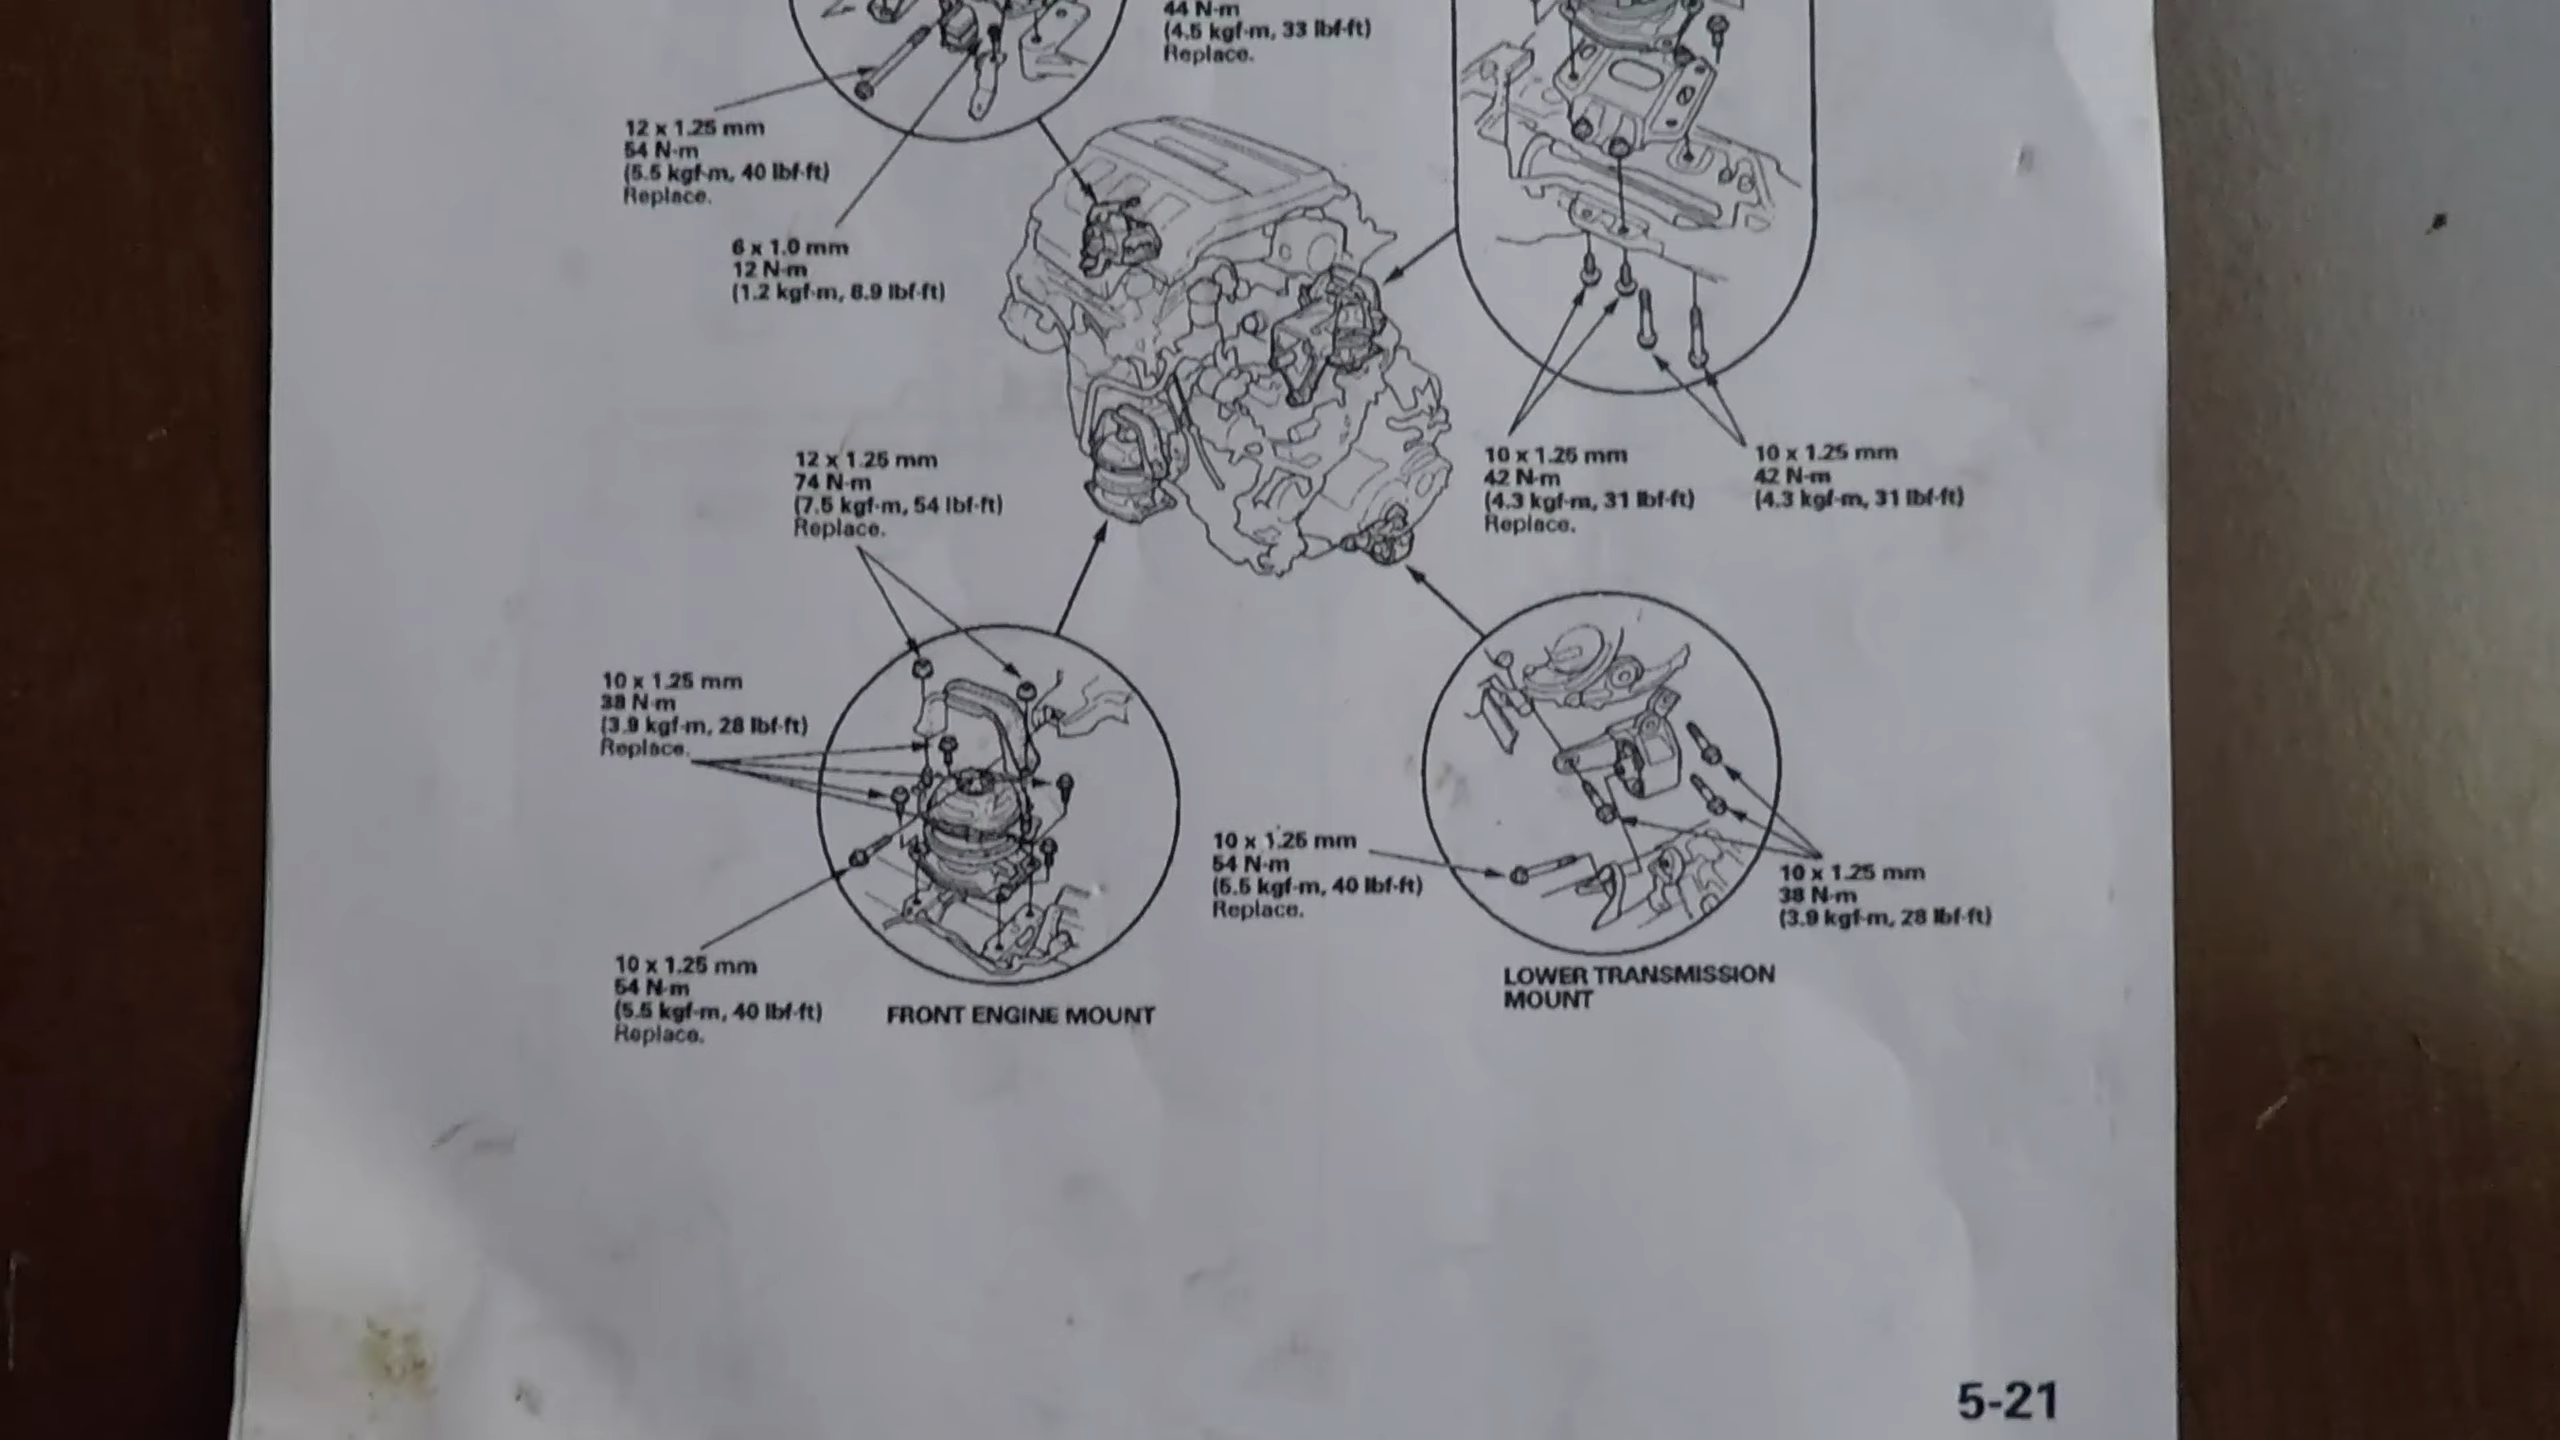 44 N·m
(4.5 kgf·m, 33 lbf·ft)
Replace.
12 x 1.25 mm
54 N·m
(5.5 kgf·m, 40 lbf·ft)
Replace.
6 x 1.0 mm
12 N·m
(1.2 kgf·m, 8.9 lbf·ft)
12 x 1.25 mm
74 N·m
(7.5 kgf·m, 54 lbf·ft)
Replace.
10 x 1.25 mm
42 N·m
(4.3 kgf·m, 31 lbf·ft)
Replace.
10 x 1.25 mm
42 N·m
(4.3 kgf·m, 31 lbf·ft)
10 x 1.25 mm
38 N·m
(3.9 kgf·m, 28 lbf·ft)
Replace.
10 x 1.25 mm
54 N·m
(5.5 kgf·m, 40 lbf·ft)
Replace.
10 x 1.25 mm
38 N·m
(3.9 kgf·m, 28 lbf·ft)
10 x 1.25 mm
54 N·m
(5.5 kgf·m, 40 lbf·ft)
Replace.
FRONT ENGINE MOUNT
LOWER TRANSMISSION
MOUNT
5-21